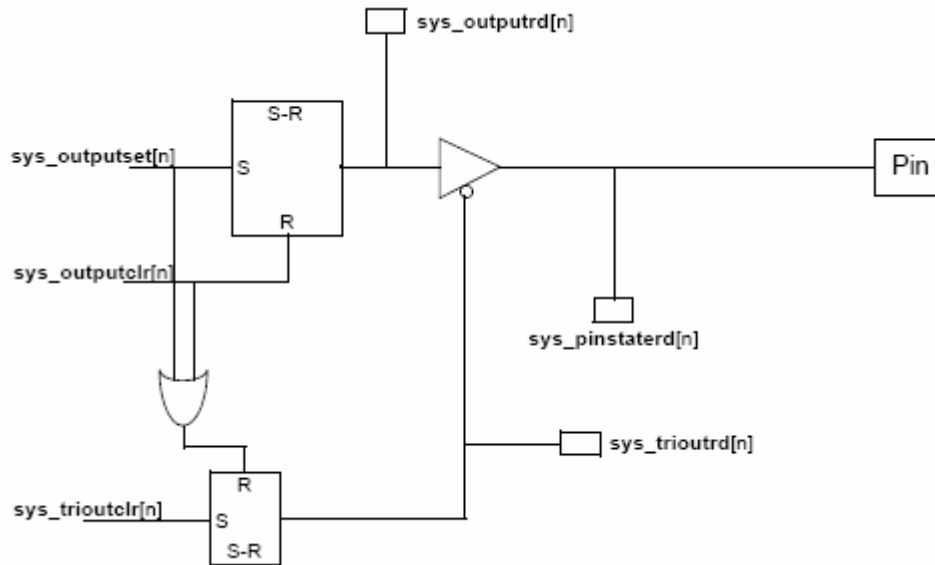 sys_outputrd[n]
S-R
sys_outputset[n]
S
Pin
R
sys_outputclr[n]
sys_pinstaterd[n]
sys_trioutrd[n]
R
sys_trioutclr[n]
S
S-R